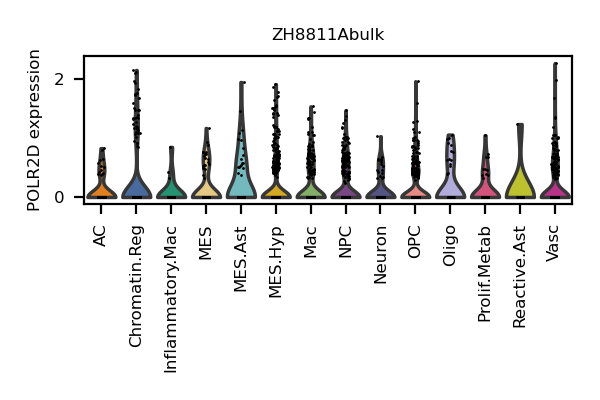 ZH8811Abulk
POLR2D expression
2
0
AC
Chromatin.Reg
Inflammatory.Mac
MES
MES.Ast
MES.Hyp
Mac
NPC
Neuron
OPC
Oligo
Prolif.Metab
Reactive.Ast
Vasc